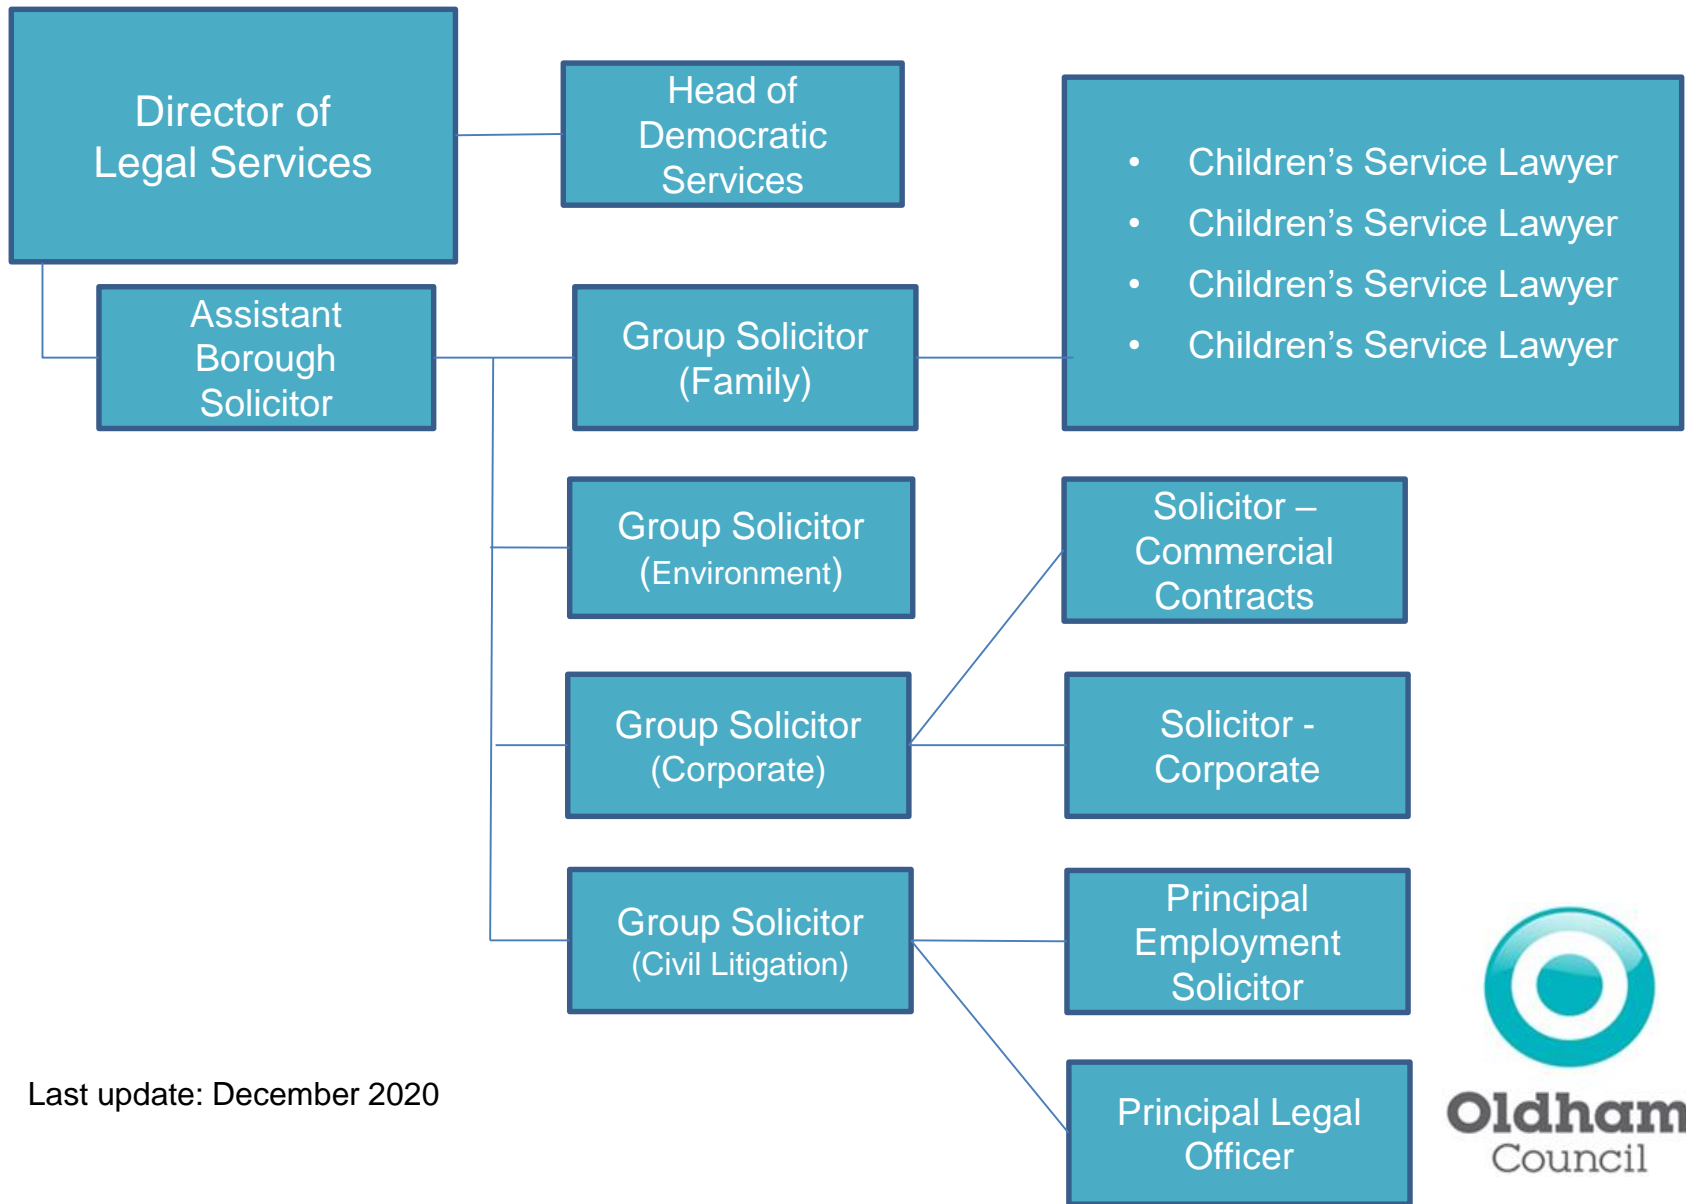 Director of
Legal Services
Head of
Democratic
Services
• Children’s Service Lawyer
• Children’s Service Lawyer
• Children’s Service Lawyer
• Children’s Service Lawyer
Assistant
Borough
Solicitor
Group Solicitor
(Family)
Group Solicitor
(Environment)
Solicitor –
Commercial
Contracts
Group Solicitor
(Corporate)
Solicitor -
Corporate
Group Solicitor
(Civil Litigation)
Principal
Employment
Solicitor
Principal Legal
Officer
Last update: December 2020
Oldham
Council